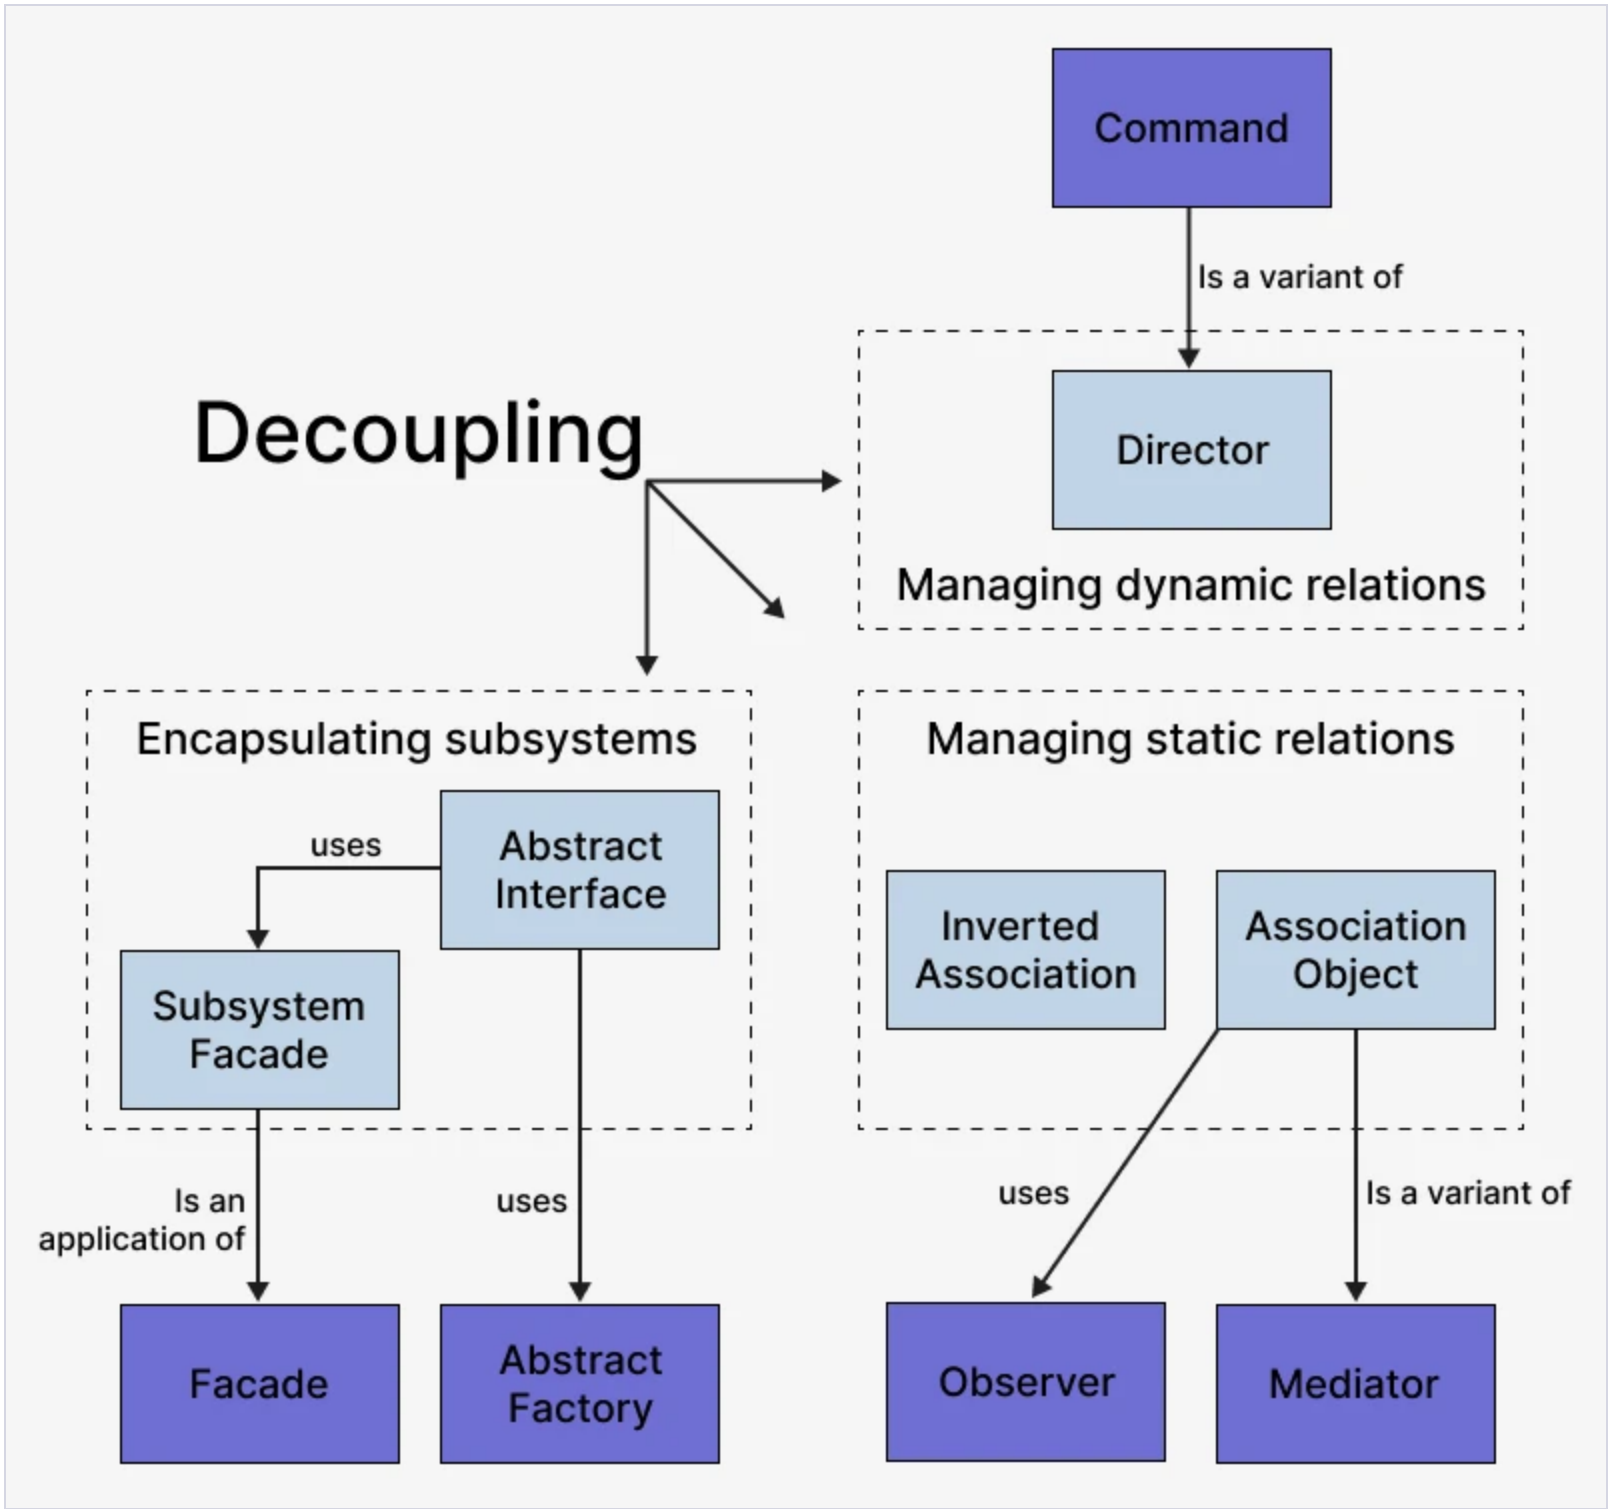 Command
Is a variant of
Decoupling
Director
Managing dynamic relations
Encapsulating subsystems
Abstract
Interface
uses
Subsystem
Facade
Is an
application of
uses
Facade
Abstract
Factory
Managing static relations
Inverted
Association
Association
Object
uses
Is a variant of
Observer
Mediator